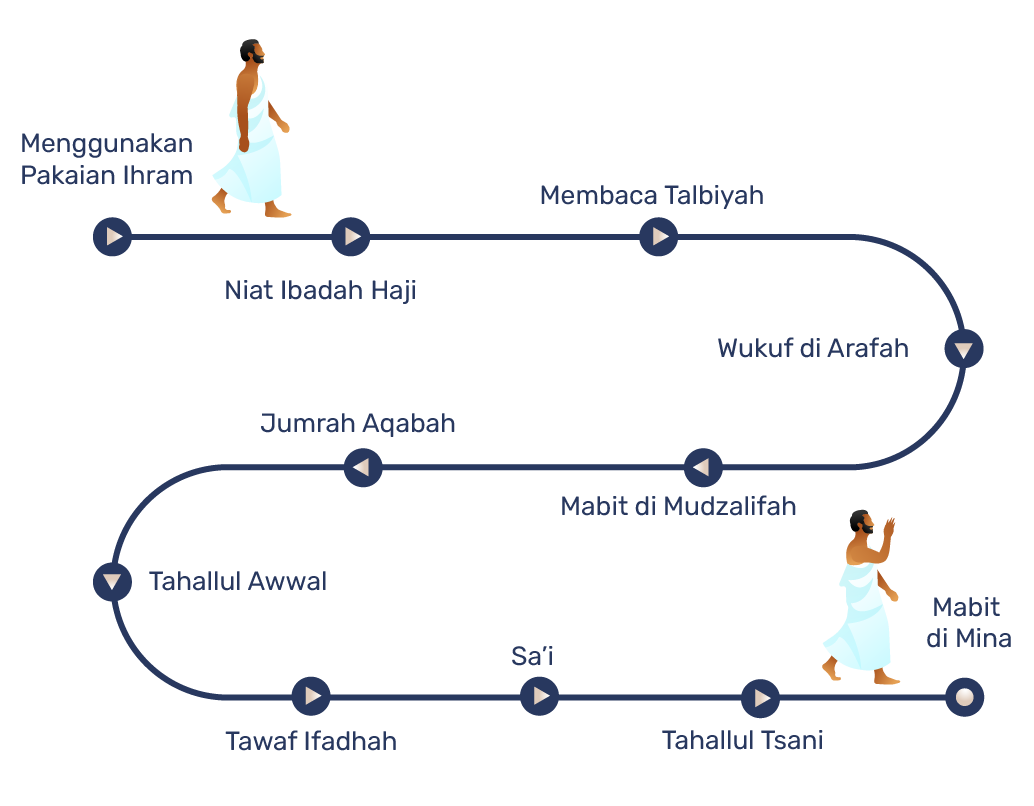 Menggunakan
Pakaian Ihram
Niat Ibadah Haji
Membaca Talbiyah
Wukuf di Arafah
Mabit di Mudzalifah
Jumrah Aqabah
Tahallul Awwal
Tawaf Ifadhah
Sa’i
Tahallul Tsani
Mabit
di Mina